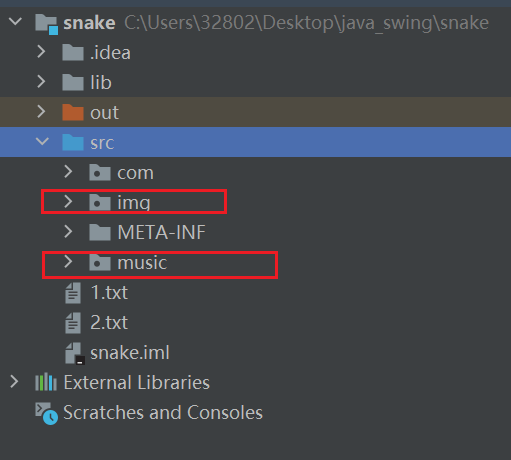 snake C:\Users\32802\Desktop\java_swing\snake
.idea
lib
out
src
com
img
META-INF
music
1.txt
2.txt
snake.iml
External Libraries
Scratches and Consoles